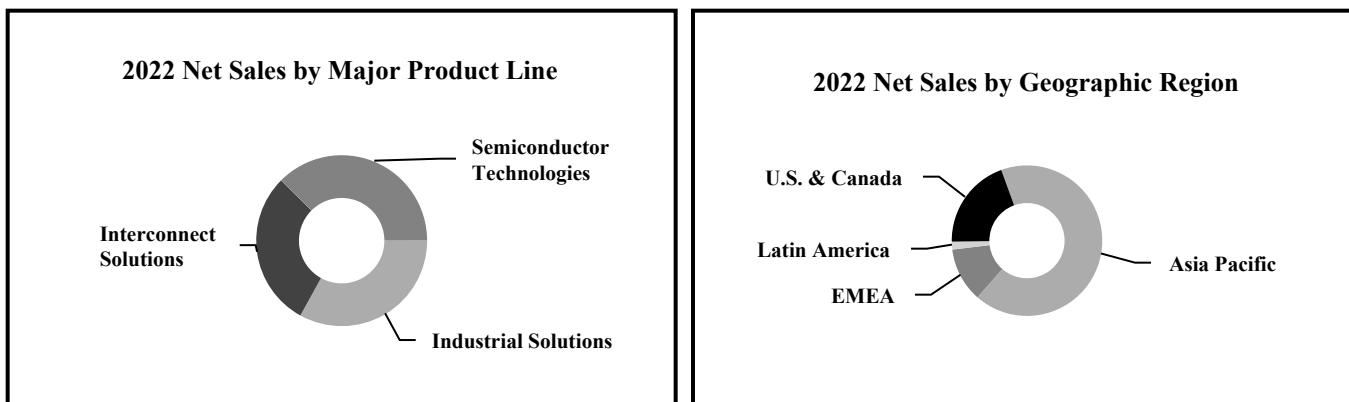 2022 Net Sales by Major Product Line
Semiconductor
Technologies
Interconnect
Solutions
Industrial Solutions
2022 Net Sales by Geographic Region
U.S. & Canada
Latin America
EMEA
Asia Pacific